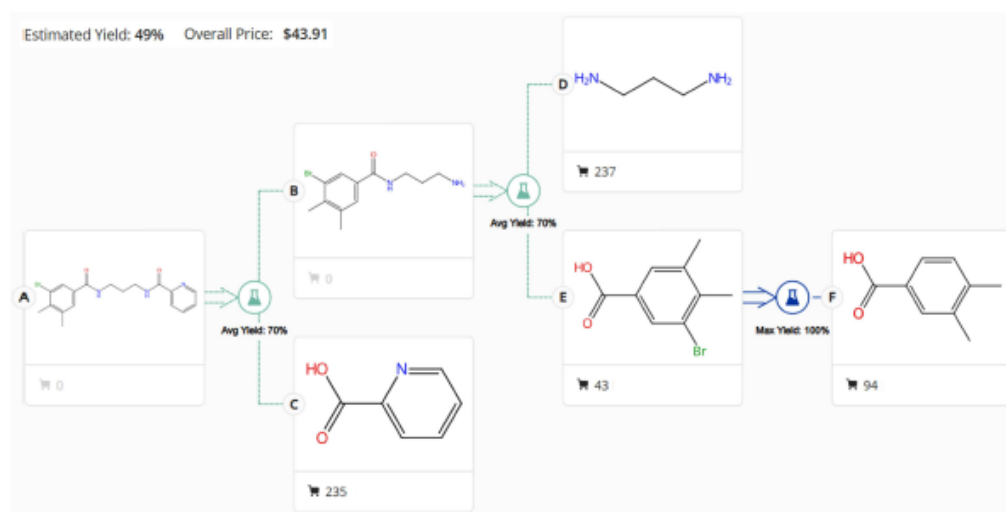 Estimated Yield: 49% Overall Price: $43.91
D
H₂N
NH₂
237
B
Br
O
N
H
NH₂
0
Avg Yield: 70%
A
Br
O
N
H
O
N
H
N
0
Avg Yield: 70%
E
HO
O
Br
43
Max Yield: 100%
F
HO
O
94
C
HO
O
N
235